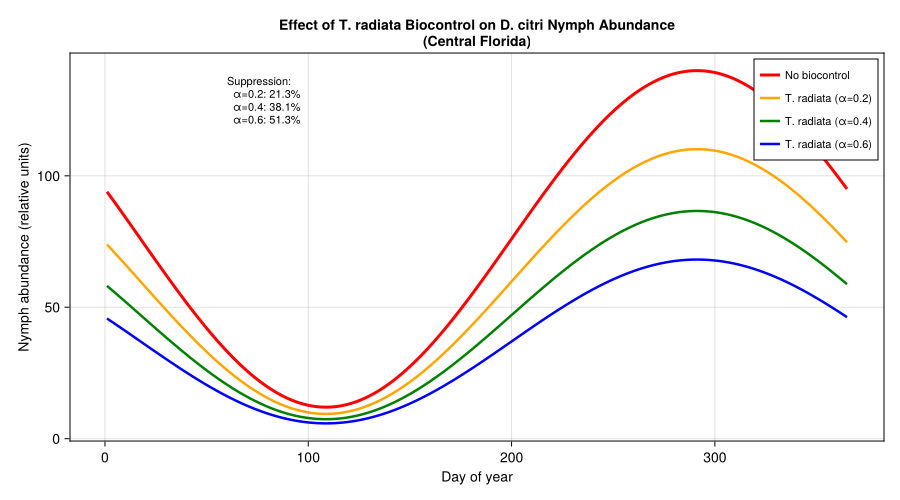 Effect of T. radiata Biocontrol on D. citri Nymph Abundance
(Central Florida)
Suppression:
α=0.2: 21.3%
α=0.4: 38.1%
α=0.6: 51.3%
No biocontrol
T. radiata (α=0.2)
T. radiata (α=0.4)
T. radiata (α=0.6)
Nymph abundance (relative units)
100
50
0
0 100 200 300
Day of year